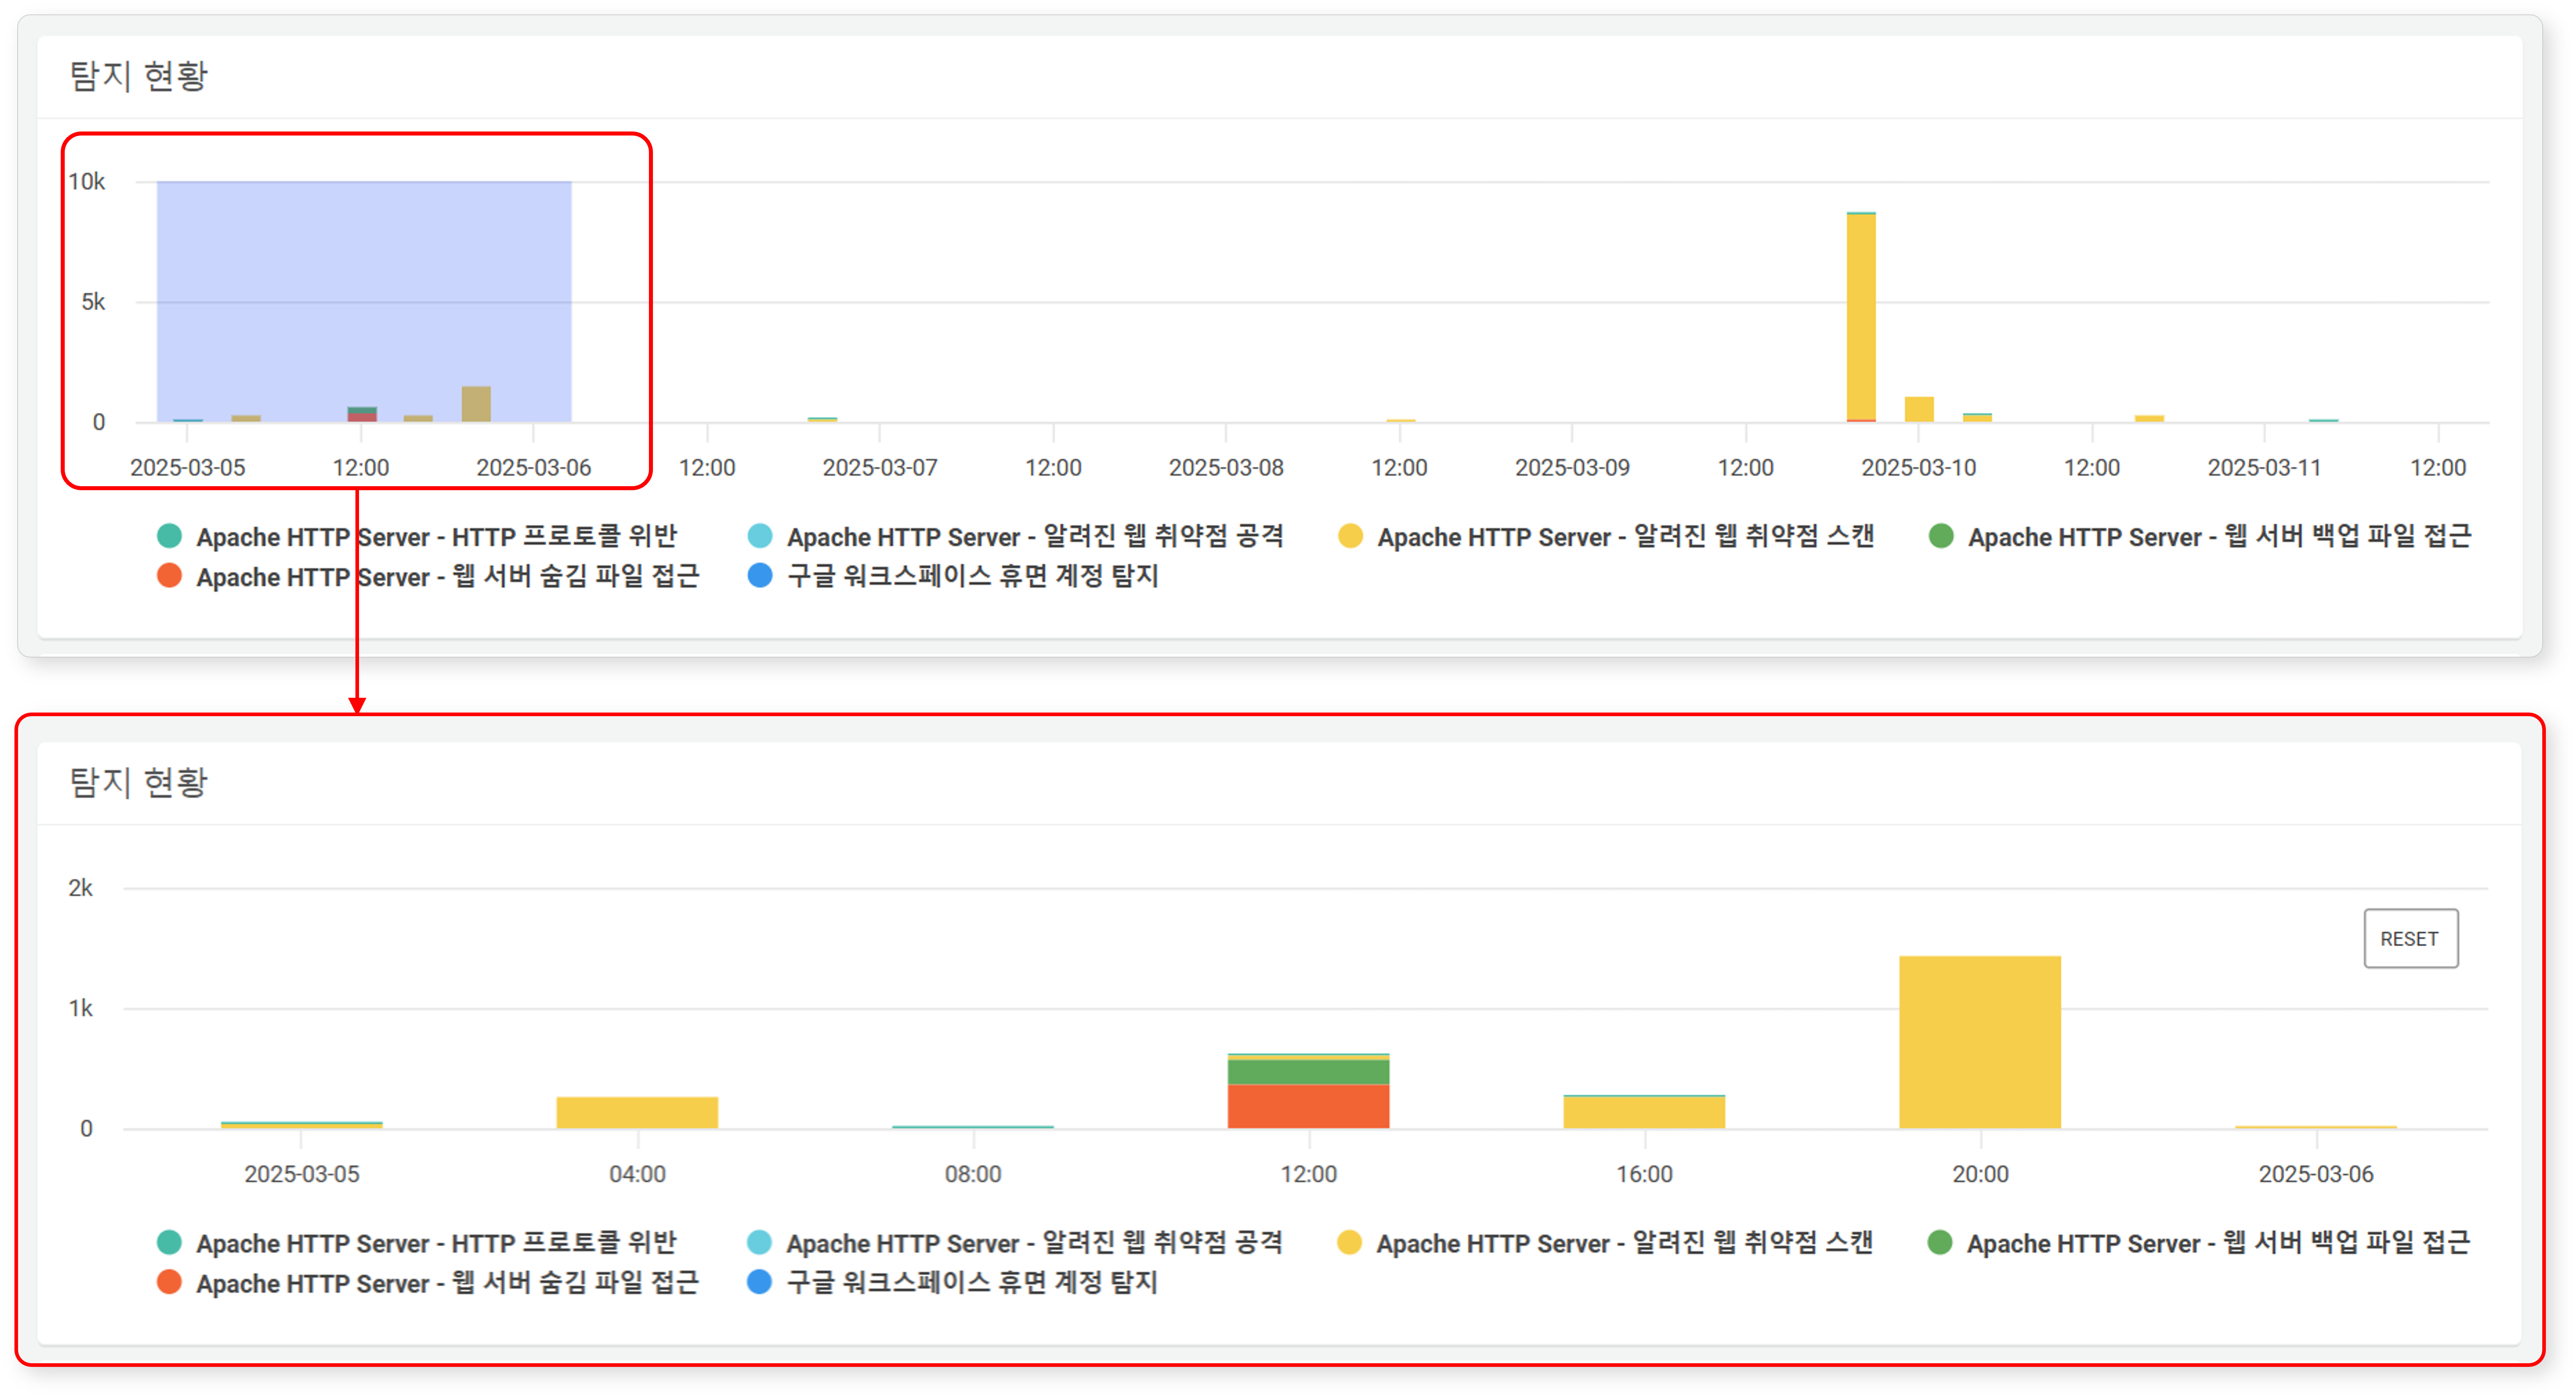 탐지 현황
10k
5k
0
2025-03-05 12:00 2025-03-06 12:00 2025-03-07 12:00 2025-03-08 12:00 2025-03-09 12:00 2025-03-10 12:00 2025-03-11 12:00
Apache HTTP Server - HTTP 프로토콜 위반 Apache HTTP Server - 알려진 웹 취약점 공격 Apache HTTP Server - 알려진 웹 취약점 스캔 Apache HTTP Server - 웹 서버 백업 파일 접근
Apache HTTP Server - 웹 서버 숨김 파일 접근 구글 워크스페이스 휴면 계정 탐지
탐지 현황
2k
RESET
1k
0
2025-03-05 04:00 08:00 12:00 16:00 20:00 2025-03-06
Apache HTTP Server - HTTP 프로토콜 위반 Apache HTTP Server - 알려진 웹 취약점 공격 Apache HTTP Server - 알려진 웹 취약점 스캔 Apache HTTP Server - 웹 서버 백업 파일 접근
Apache HTTP Server - 웹 서버 숨김 파일 접근 구글 워크스페이스 휴면 계정 탐지